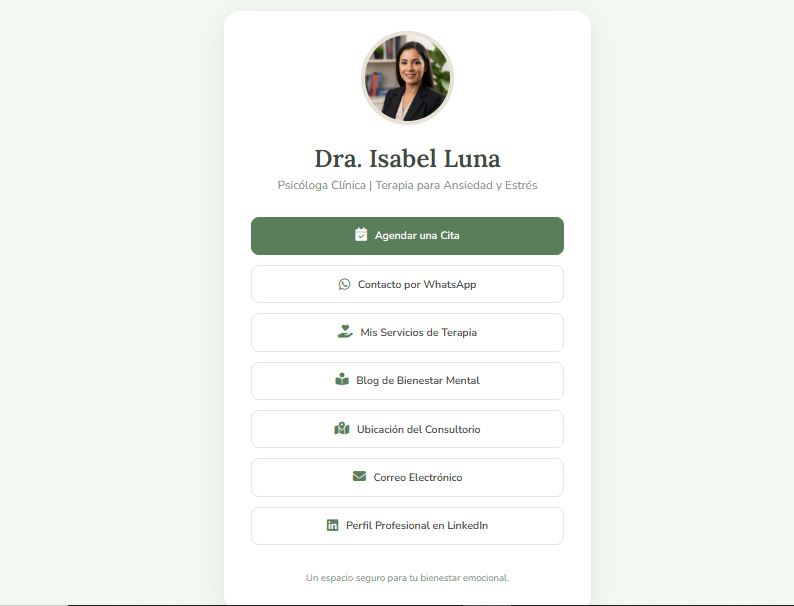 Dra. Isabel Luna
Psicóloga Clínica | Terapia para Ansiedad y Estrés
Agendar una Cita
Contacto por WhatsApp
Mis Servicios de Terapia
Blog de Bienestar Mental
Ubicación del Consultorio
Correo Electrónico
Perfil Profesional en LinkedIn
Un espacio seguro para tu bienestar emocional.